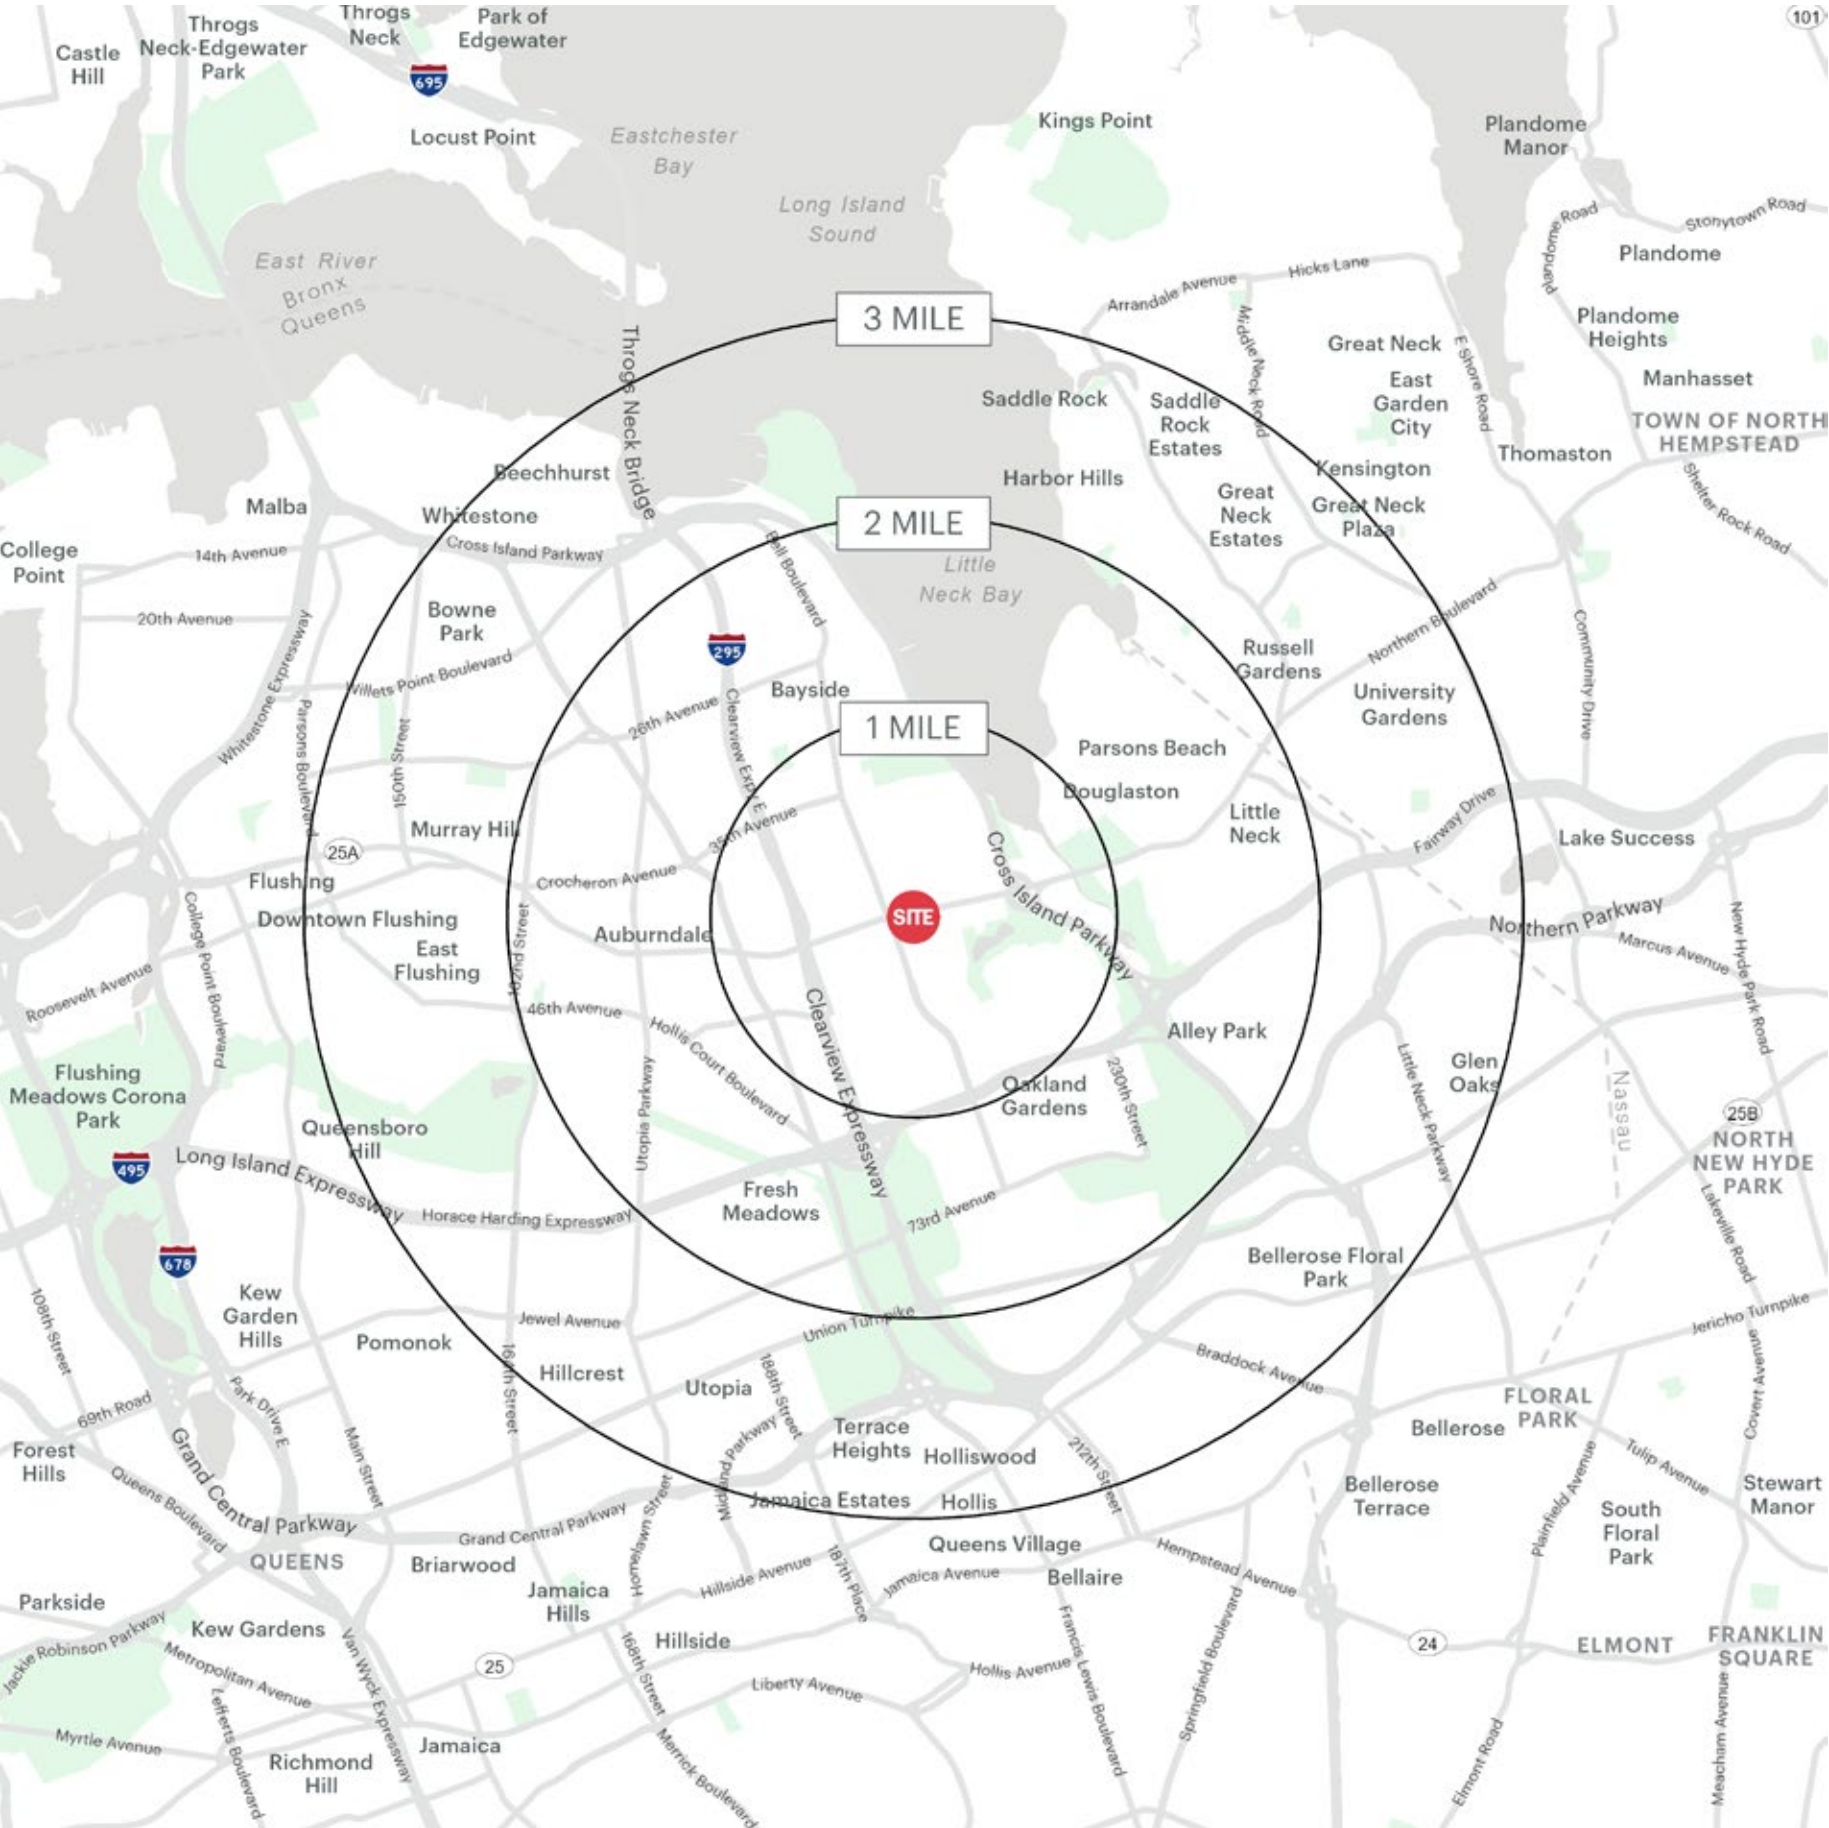 Castle
Hill
Throgs
Neck-Edgewater
Park
Throgs
Neck
Park of
Edgewater
101
695
Locust Point
Eastchester
Bay
Kings Point
Plandome
Manor
Long Island
Sound
East River
Bronx
Queens
Plandome Road
Stonytown Road
Plandome
Arrandale Avenue
Hicks Lane
3 MILE
Throgs Neck Bridge
Middle Neck Road
Great Neck
E Shore Road
Plandome
Heights
Manhasset
Saddle Rock
Saddle
Rock
Estates
East
Garden
City
TOWN OF NORTH
HEMPSTEAD
Thomaston
Beechhurst
Harbor Hills
Kensington
Great
Neck
Estates
Great Neck
Plaza
Shelter Rock Road
Malba
Whitestone
2 MILE
Cross Island Parkway
Bell Boulevard
College
Point
14th Avenue
Little
Neck Bay
20th Avenue
Bowne
Park
Northern Boulevard
Community Drive
Whitestone Expressway
Willets Point Boulevard
295
Russell
Gardens
Bayside
University
Gardens
26th Avenue
Clearview Expy E
1 MILE
Parsons Boulevard
150th Street
Parsons Beach
Douglaston
Little
Neck
Fairway Drive
Murray Hill
35th Avenue
Lake Success
25A
Cross Island Parkway
Flushing
Crocheron Avenue
Downtown Flushing
SITE
College Point Boulevard
162nd Street
Auburndale
Northern Parkway
Marcus Avenue
New Hyde Park Road
East
Flushing
Roosevelt Avenue
46th Avenue
Hollis Court Boulevard
Clearview Expressway
Alley Park
Flushing
Meadows Corona
Park
Utopia Parkway
Oakland
Gardens
230th Street
Little Neck Parkway
Glen
Oaks
Nassau
25B
Queensboro
Hill
NORTH
NEW HYDE
PARK
495
Long Island Expressway
Horace Harding Expressway
Fresh
Meadows
73rd Avenue
Lakeville Road
678
Bellerose Floral
Park
108th Street
Kew
Garden
Hills
Pomonok
Jewel Avenue
Union Turnpike
Jericho Turnpike
164th Street
Hillcrest
Utopia
188th Street
Braddock Avenue
Covert Avenue
69th Road
Park Drive E
FLORAL
PARK
Forest
Hills
Grand Central Parkway
Main Street
Midland Parkway
Terrace
Heights
Holliswood
212th Street
Bellerose
Tulip Avenue
Queens Boulevard
Jamaica Estates
Hollis
Bellerose
Terrace
Plainfield Avenue
Stewart
Manor
South
Floral
Park
QUEENS
Grand Central Parkway
Homelawn Street
Queens Village
Briarwood
Hillside Avenue
187th Place
Jamaica Avenue
Bellaire
Hempstead Avenue
Parkside
Jamaica
Hills
Jackie Robinson Parkway
Kew Gardens
Van Wyck Expressway
168th Street
Hillside
Francis Lewis Boulevard
Springfield Boulevard
24
ELMONT
FRANKLIN
SQUARE
Metropolitan Avenue
25
Hollis Avenue
Liberty Avenue
Lefferts Boulevard
Myrtle Avenue
Jamaica
Richmond
Hill
Merrick Boulevard
Elmont Road
Meacham Avenue